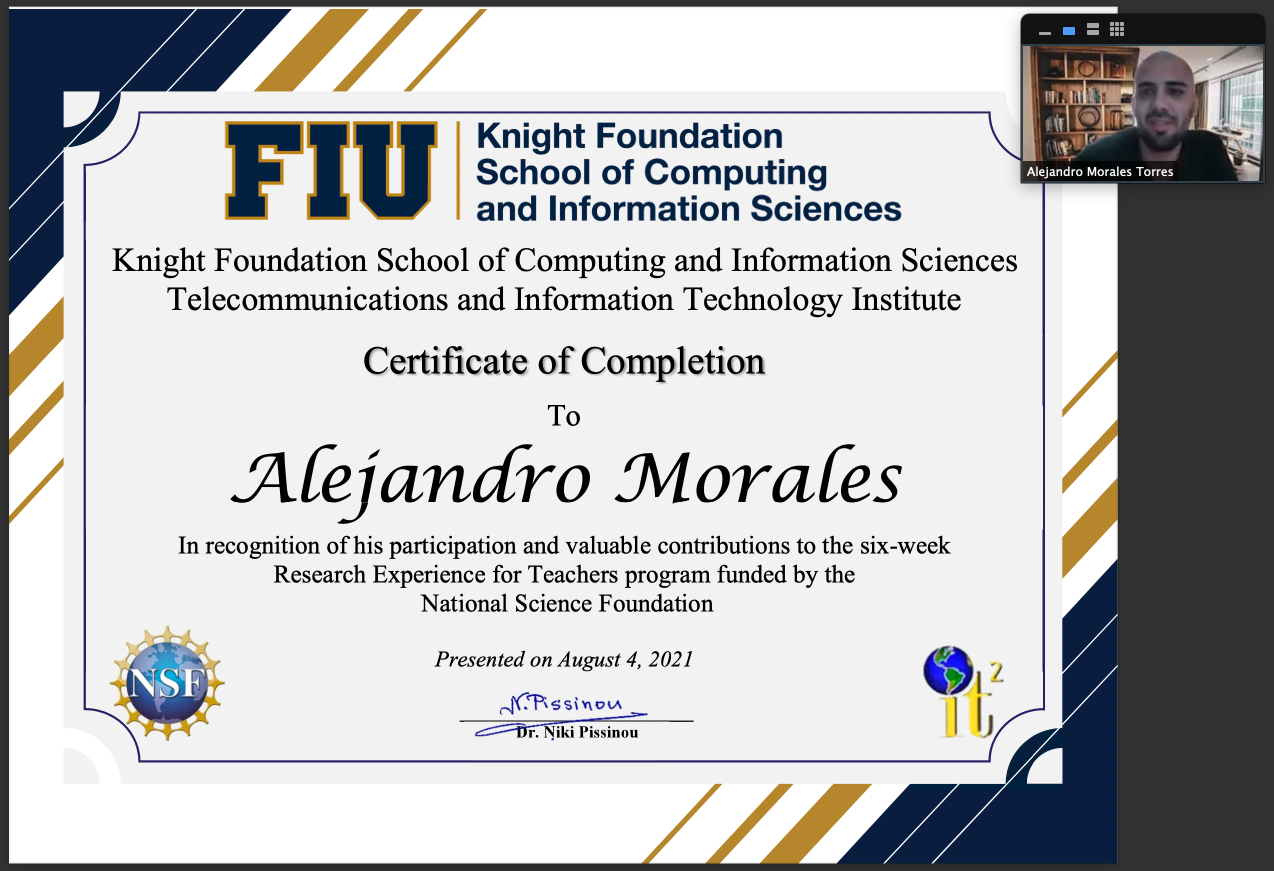 FIU
Knight Foundation
School of Computing
and Information Sciences
Alejandro Morales Torres
Knight Foundation School of Computing and Information Sciences
Telecommunications and Information Technology Institute
Certificate of Completion
To
Alejandro Morales
In recognition of his participation and valuable contributions to the six-week
Research Experience for Teachers program funded by the
National Science Foundation
Presented on August 4, 2021
NSF
it2
N. Pissinou
Dr. Niki Pissinou